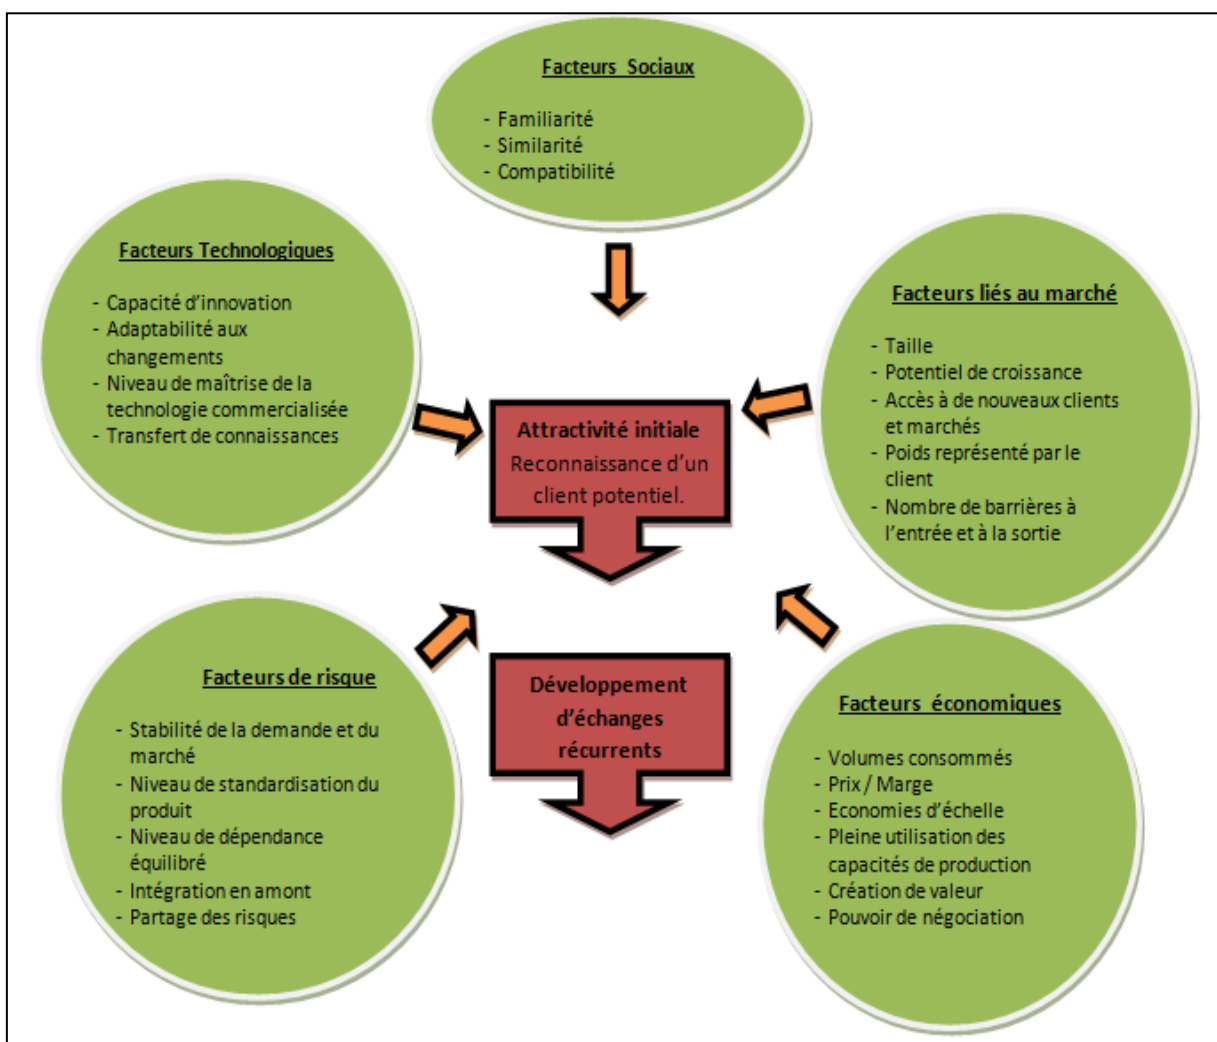 Facteurs Sociaux
- Familiarité
- Similarité
- Compatibilité
Facteurs Technologiques
- Capacité d'innovation
- Adaptabilité aux
changements
- Niveau de maîtrise de la
technologie commercialisée
- Transfert de connaissances
Facteurs liés au marché
- Taille
- Potentiel de croissance
- Accès à de nouveaux clients
et marchés
- Poids représenté par le
client
- Nombre de barrières à
l'entrée et à la sortie
Attractivité initiale
Reconnaissance d'un
client potentiel.
Facteurs de risque
- Stabilité de la demande et du
marché
- Niveau de standardisation du
produit
- Niveau de dépendance
équilibré
- Intégration en amont
- Partage des risques
Développement
d'échanges
récurrents
Facteurs économiques
- Volumes consommés
- Prix / Marge
- Economies d'échelle
- Pleine utilisation des
capacités de production
- Création de valeur
- Pouvoir de négociation